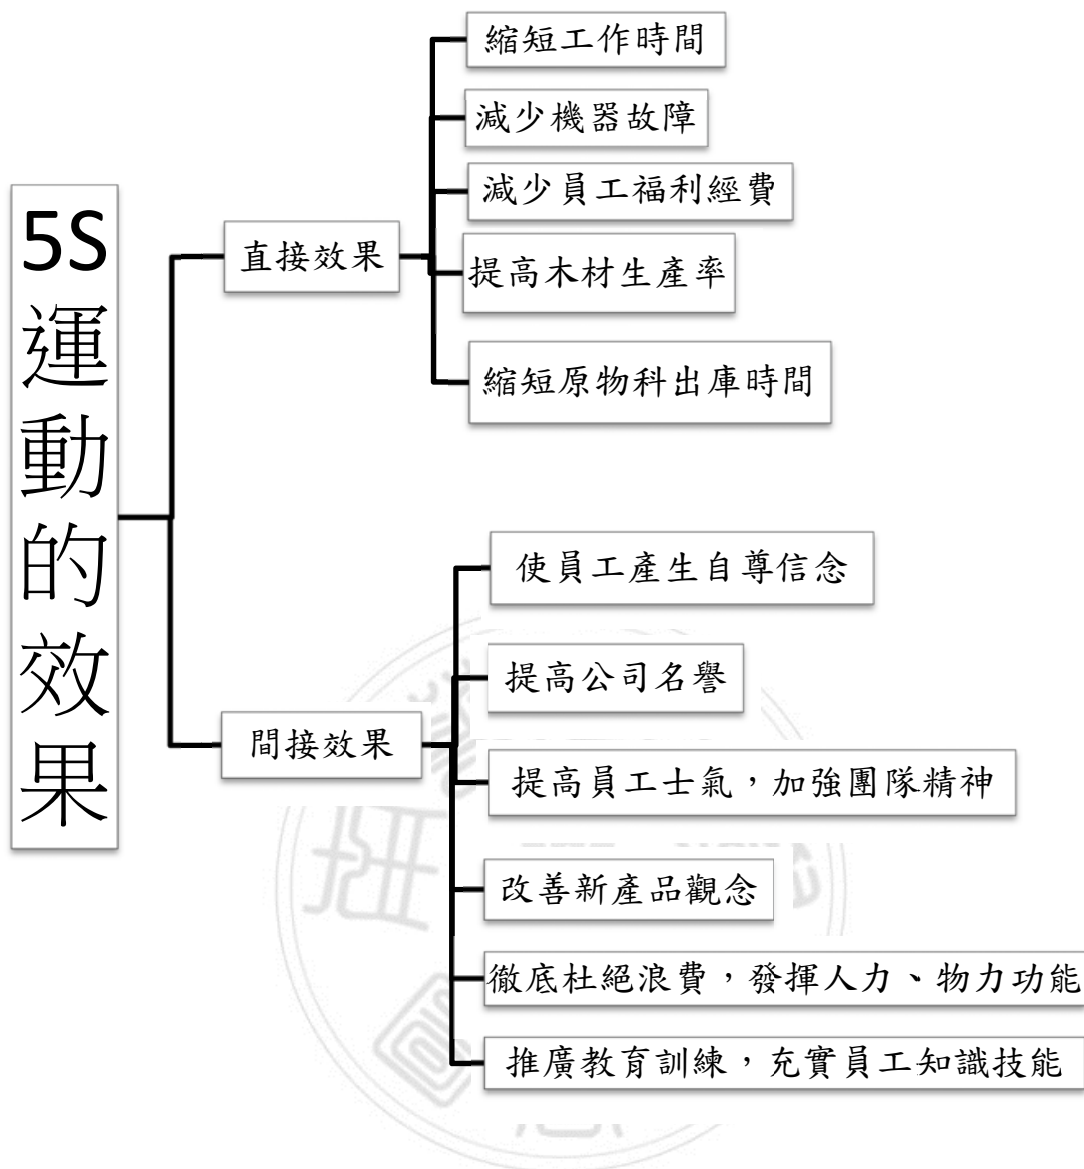 5S運動的效果
直接效果
縮短工作時間
減少機器故障
減少員工福利經費
提高木材生產率
縮短原物科出庫時間
間接效果
使員工產生自尊信念
提高公司名譽
提高員工士氣，加強團隊精神
改善新產品觀念
徹底杜絕浪費，發揮人力、物力功能
推廣教育訓練，充實員工知識技能